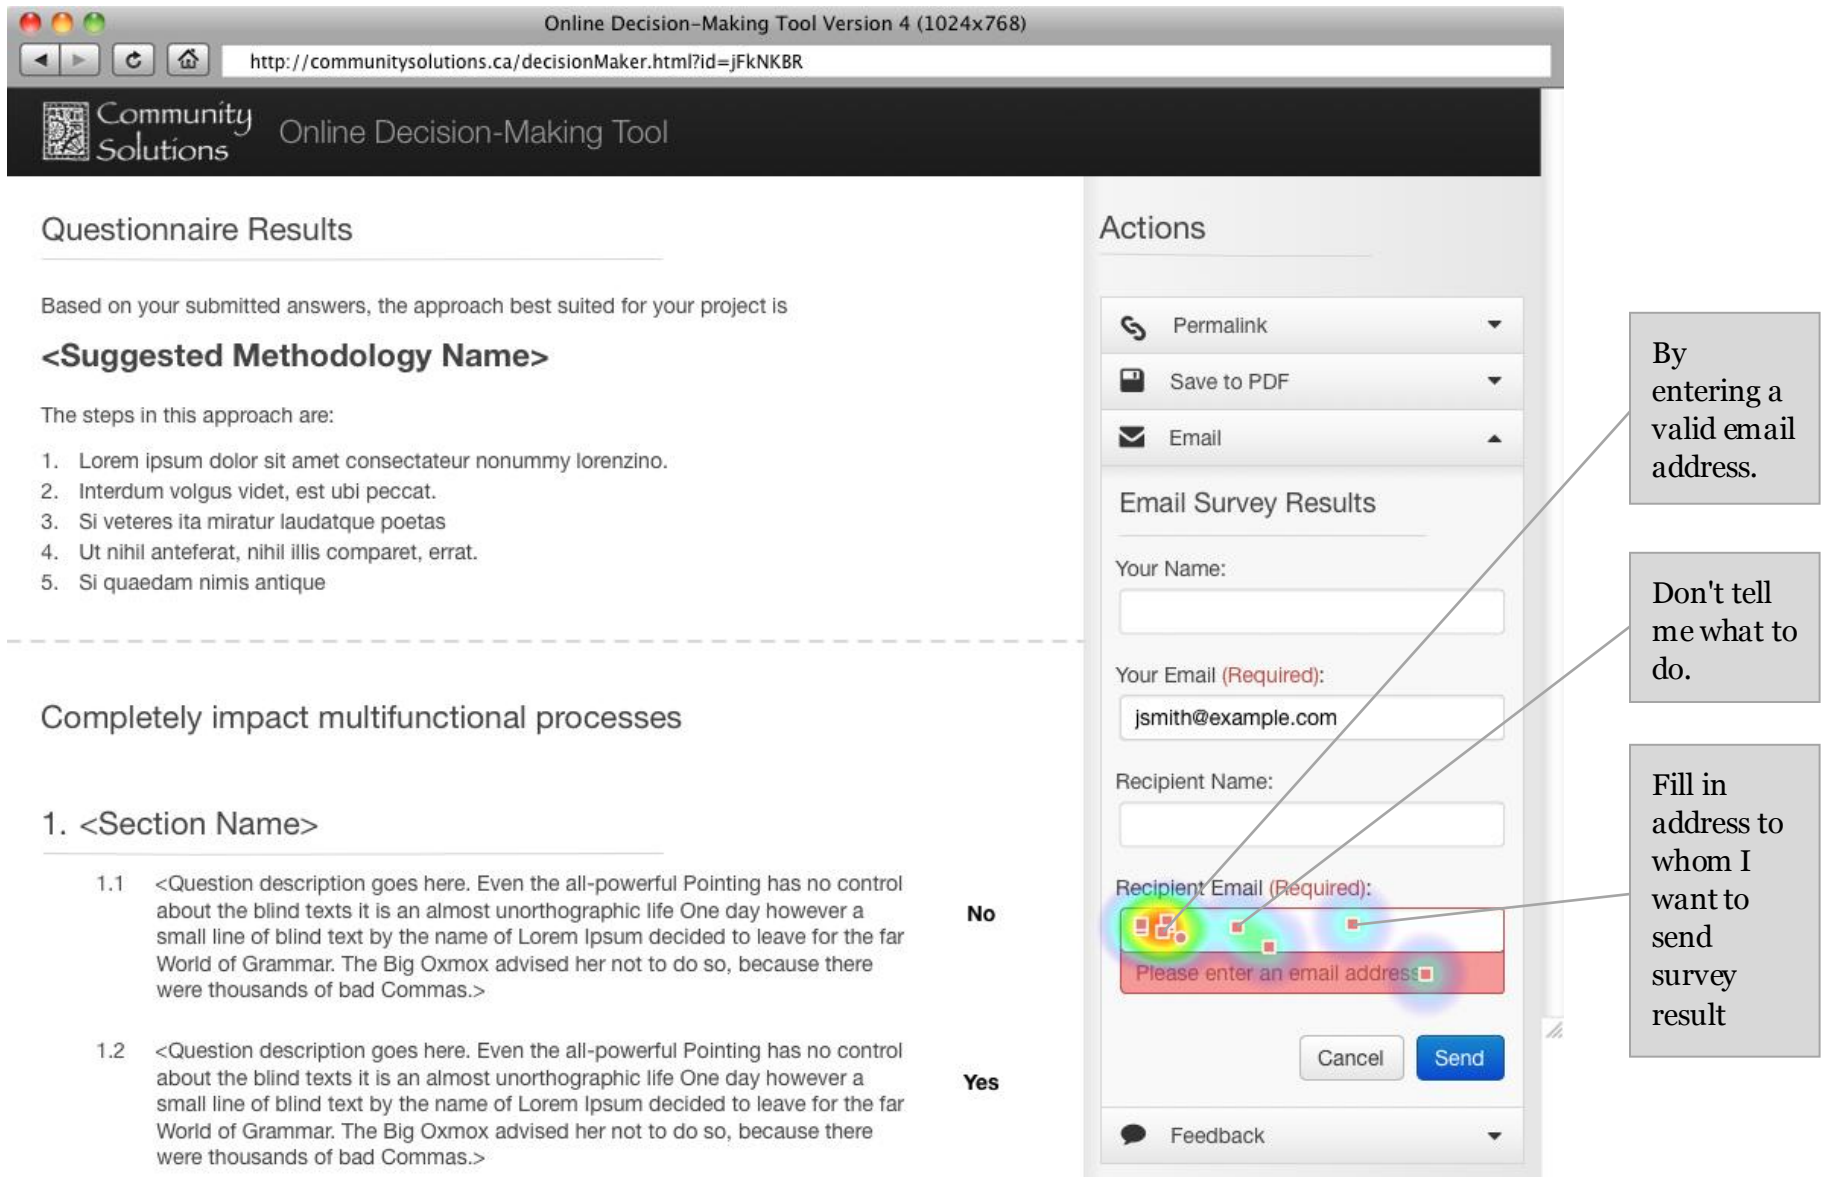 Online Decision-Making Tool Version 4 (1024x768)
http://communitysolutions.ca/decisionMaker.html?id=jFkNKBR
Community
Solutions
Online Decision-Making Tool
Questionnaire Results
Based on your submitted answers, the approach best suited for your project is
<Suggested Methodology Name>
The steps in this approach are:
1. Lorem ipsum dolor sit amet consectateur nonummy lorenzino.
2. Interdum volgus videt, est ubi peccat.
3. Si veteres ita miratur laudatque poetas
4. Ut nihil anteferat, nihil illis comparet, errat.
5. Si quaedam nimis antique
Completely impact multifunctional processes
1. <Section Name>
1.1 <Question description goes here. Even the all-powerful Pointing has no control
about the blind texts it is an almost unorthographic life One day however a
small line of blind text by the name of Lorem Ipsum decided to leave for the far
World of Grammar. The Big Oxmox advised her not to do so, because there
were thousands of bad Commas.>
No
1.2 <Question description goes here. Even the all-powerful Pointing has no control
about the blind texts it is an almost unorthographic life One day however a
small line of blind text by the name of Lorem Ipsum decided to leave for the far
World of Grammar. The Big Oxmox advised her not to do so, because there
were thousands of bad Commas.>
Yes
Actions
Permalink
Save to PDF
Email
Email Survey Results
Your Name:
Your Email (Required):
jsmith@example.com
Recipient Name:
Recipient Email (Required):
Please enter an email address
Cancel
Send
Feedback
By
entering a
valid email
address.
Don't tell
me what to
do.
Fill in
address to
whom I
want to
send
survey
result